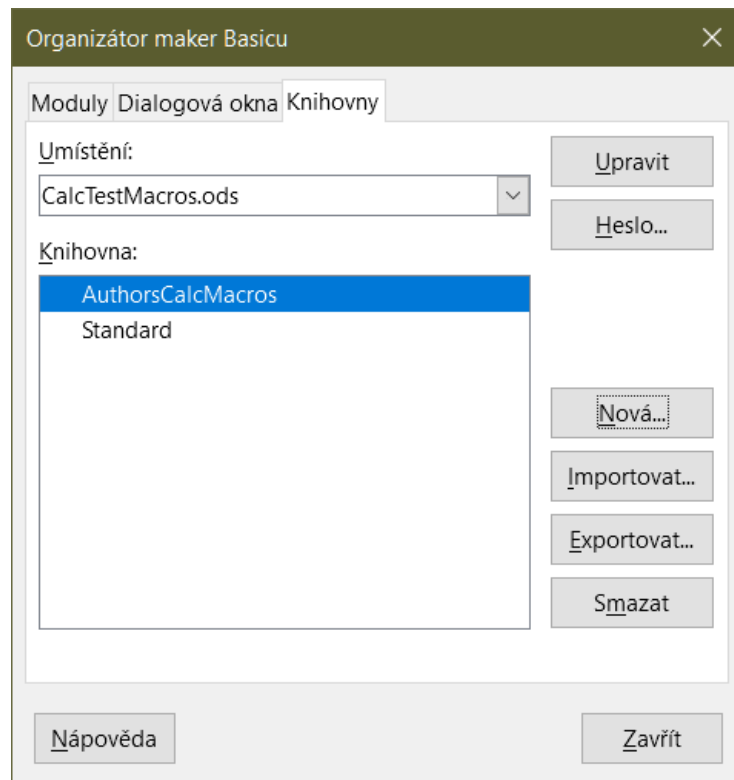 Organizátor maker Basicu
Moduly Dialogová okna Knihovny
Umístění:
CalcTestMacros.ods
Upravit
Heslo...
Knihovna:
AuthorsCalcMacros
Standard
Nová...
Importovat...
Exportovat...
Smazat
Nápověda
Zavřít